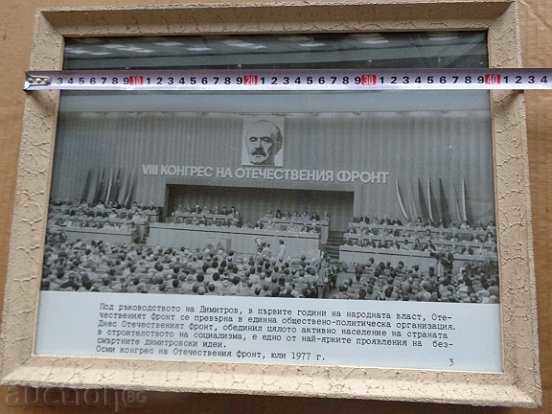 3 4 5 6 7 8 9 10 1 2 3 4 5 6 7 8 9 20 1 2 3 4 5 6 7 8 9 30 1 2 3 4 5 6 7 8 9 40 1 2 3 4
VIII КОНГРЕС НА ОТЕЧЕСТВЕНИЯ ФРОНТ
Под ръководството на Димитров, в първите години на народната власт, Оте-
чественият Фронт се превърна в единна обществено-политическа организация.
Днес Отечественият Фронт, обединил цялото активно население на страната
в строителството на социализма, е едно от най-ярките проявления на без-
смъртните димитровски идеи.
Осми конгрес на Отечествения фронт, юли 1977 г.
3